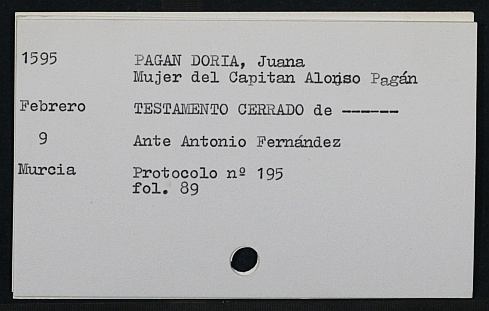 1595 PAGAN DORIA, Juana
Mujer del Capitan Alonso Pagán
Febrero TESTAMENTO CERRADO de ------
9 Ante Antonio Fernández
Murcia Protocolo nº 195
fol. 89